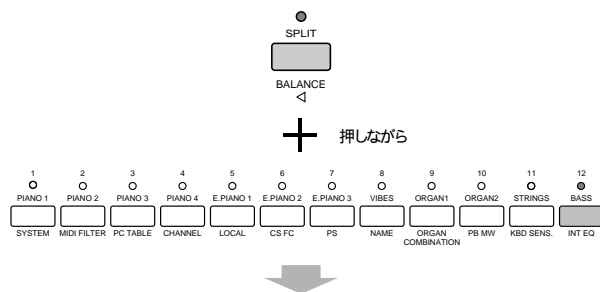 SPLIT
BALANCE
押しながら
1 2 3 4 5 6 7 8 9 10 11 12
PIANO 1 PIANO 2 PIANO 3 PIANO 4 E.PIANO 1 E.PIANO 2 E.PIANO 3 VIBES ORGAN1 ORGAN2 STRINGS BASS
SYSTEM MIDI FILTER PC TABLE CHANNEL LOCAL CS FC PS NAME ORGAN COMBINATION PB MW KBD SENS. INT EQ